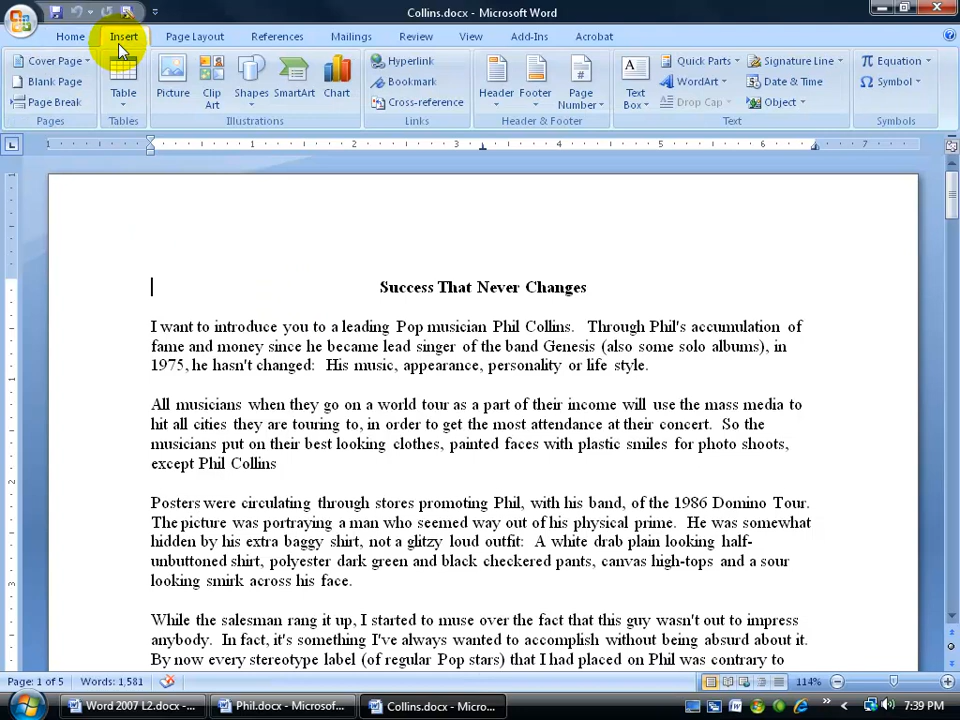 Collins.docx - Microsoft Word
Home Insert Page Layout References Mailings Review View Add-Ins Acrobat
Cover Page
Blank Page
Page Break
Pages
Table
Tables
Picture
Clip Art
Shapes
SmartArt
Chart
Illustrations
Hyperlink
Bookmark
Cross-reference
Links
Header
Footer
Page Number
Header & Footer
Text Box
Quick Parts
WordArt
Drop Cap
Signature Line
Date & Time
Object
Text
Equation
Symbol
Symbols
1 1 2 3 4 5 6 7
Success That Never Changes
I want to introduce you to a leading Pop musician Phil Collins. Through Phil's accumulation of
fame and money since he became lead singer of the band Genesis (also some solo albums), in
1975, he hasn't changed: His music, appearance, personality or life style.
All musicians when they go on a world tour as a part of their income will use the mass media to
hit all cities they are touring to, in order to get the most attendance at their concert. So the
musicians put on their best looking clothes, painted faces with plastic smiles for photo shoots,
except Phil Collins
Posters were circulating through stores promoting Phil, with his band, of the 1986 Domino Tour.
The picture was portraying a man who seemed way out of his physical prime. He was somewhat
hidden by his extra baggy shirt, not a glitzy loud outfit: A white drab plain looking half-
unbuttoned shirt, polyester dark green and black checkered pants, canvas high-tops and a sour
looking smirk across his face.
While the salesman rang it up, I started to muse over the fact that this guy wasn't out to impress
anybody. In fact, it's something I've always wanted to accomplish without being absurd about it.
By now every stereotype label (of regular Pop stars) that I had placed on Phil was contrary to
Page: 1 of 5 Words: 1,581 114%
Word 2007 L2.docx -... Phil.docx - Microsof... Collins.docx - Micro... 7:39 PM